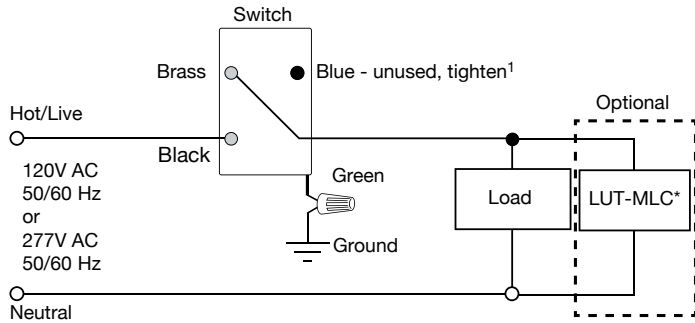 Switch
Brass
Blue - unused, tighten1
Hot/Live
Optional
Black
120V AC
50/60 Hz
or
277V AC
50/60 Hz
Green
Load
LUT-MLC*
Ground
Neutral